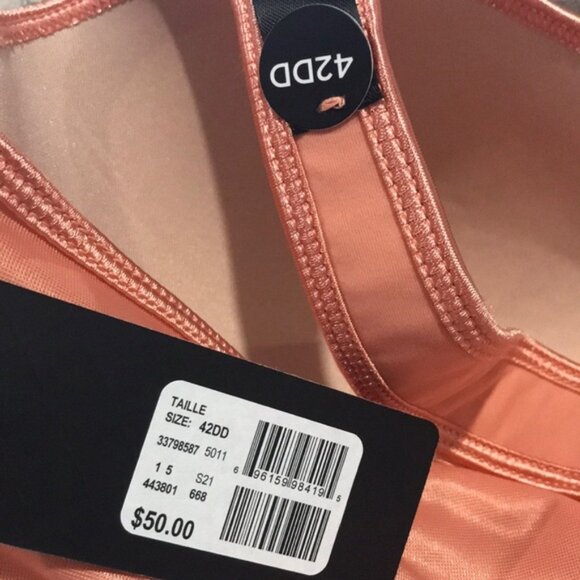 42DD
TAILLE
SIZE: 42DD
33798587 5011
1 5 S21
443801 668
$50.00
6 96159 98419 5